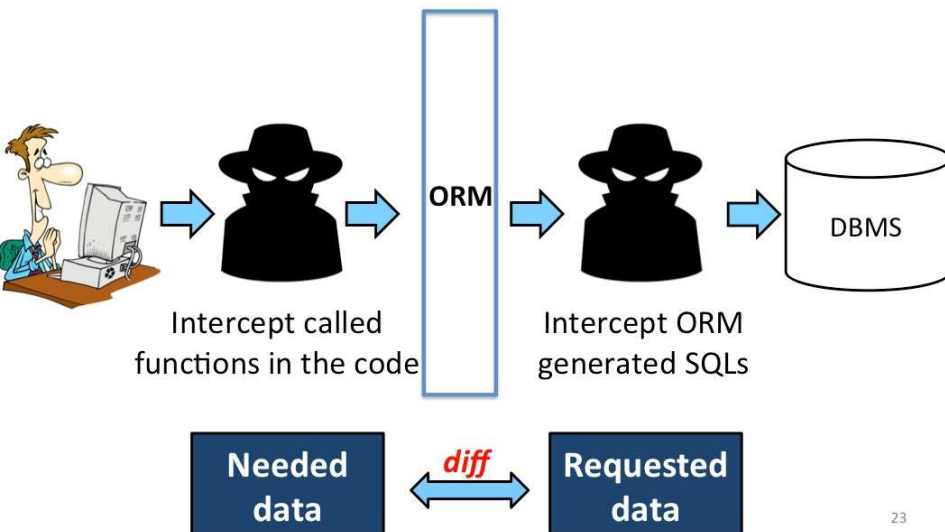 ORM
DBMS
Intercept called
functions in the code
Intercept ORM
generated SQLs
Needed
data
diff
Requested
data
23